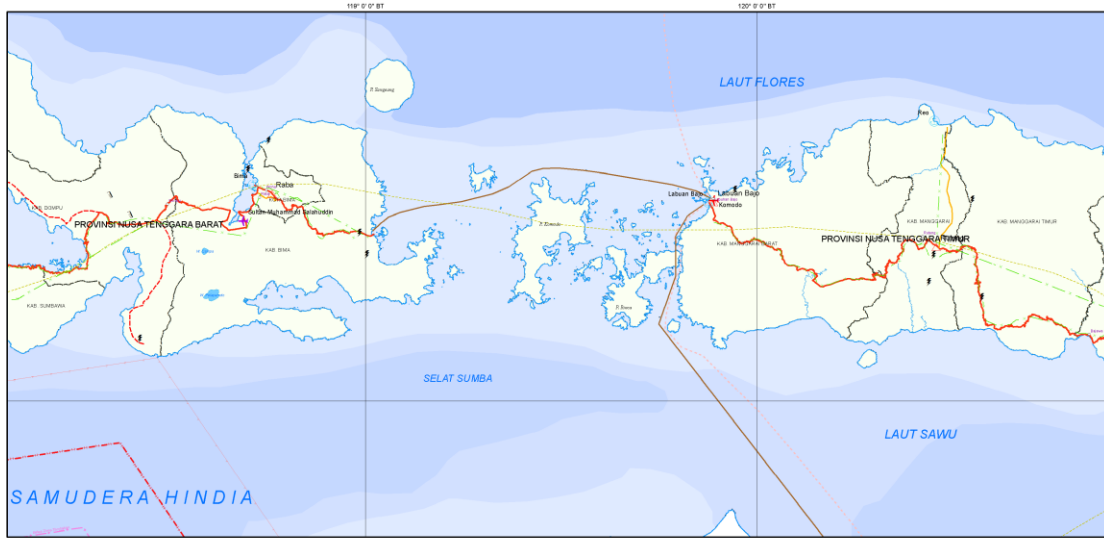 119° 0' 0" BT
120° 0' 0" BT
LAUT FLORES
Reo
Bima
Raba
Labuan Bajo
Labuan Bajo
Komodo
KAB. DOMPU
Sultan Muhammad Salahuddin
PROVINSI NUSA TENGGARA BARAT
KAB. MANGGARAI
KAB. MANGGARAI TIMUR
P. Komodo
PROVINSI NUSA TENGGARA TIMUR
KAB. MANGGARAI BARAT
KAB. BIMA
KAB. SUMBAWA
P. Rinca
SELAT SUMBA
LAUT SAWU
SAMUDERA HINDIA